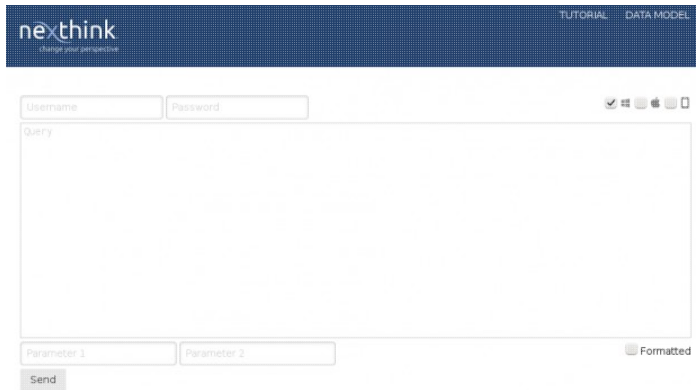 nexthink
change your perspective
TUTORIAL DATA MODEL
Username Password
Query
Parameter 1 Parameter 2
Formatted
Send